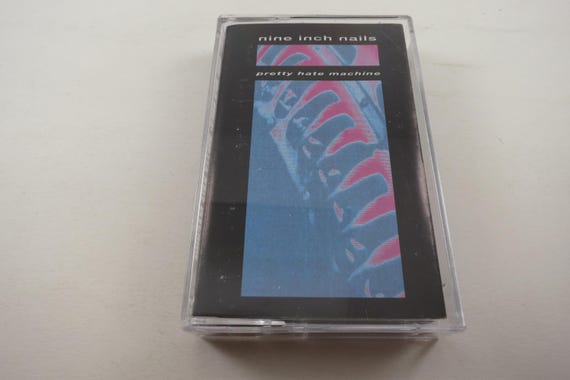 nine inch nails
pretty hate machine